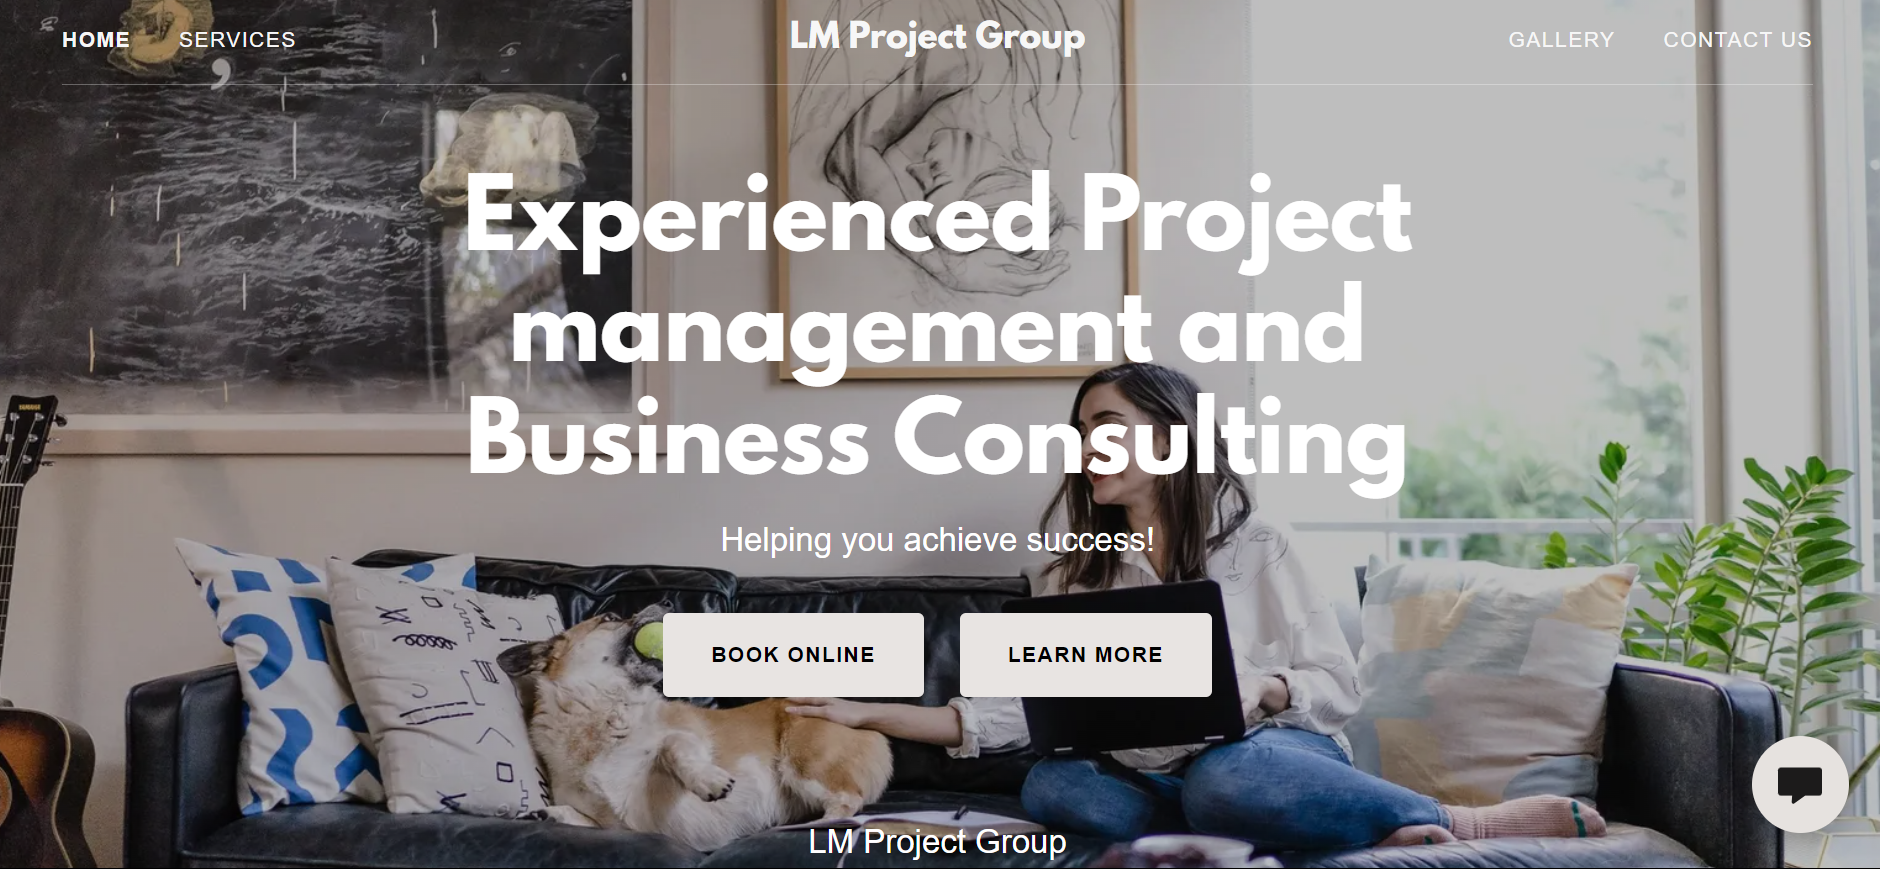 HOME SERVICES LM Project Group GALLERY CONTACT US
Experienced Project
management and
Business Consulting
Helping you achieve success!
BOOK ONLINE LEARN MORE
LM Project Group